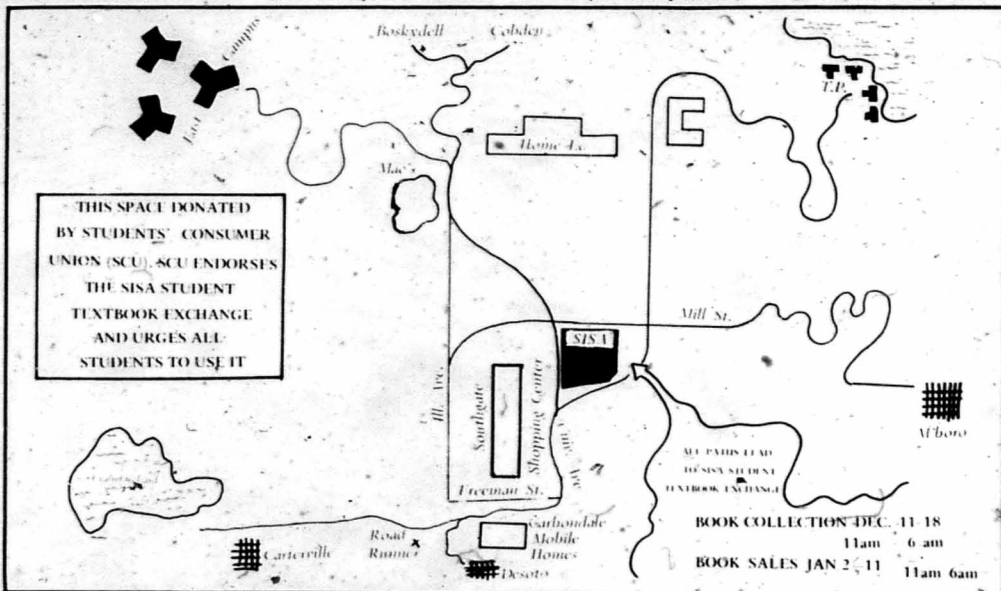 Boskydell
Cobden
East Campus
T.P.
Home Ec.
Mae's
THIS SPACE DONATED
BY STUDENTS' CONSUMER
UNION (SCU). SCU ENDORSES
THE SISA STUDENT
TEXTBOOK EXCHANGE
AND URGES ALL
STUDENTS TO USE IT
Mill St.
SISA
Ill. Ave.
Southgate
Shopping Center
Ave
M'boro
ALL PATHS LEAD
TO SISA STUDENT
TEXTBOOK EXCHANGE
Freeman St.
Carterville
Road
Runner
Carbondale
Mobile
Homes
Desoto
BOOK COLLECTION DEC. 11-18
11am 6 am
BOOK SALES JAN 2-11 11am 6am